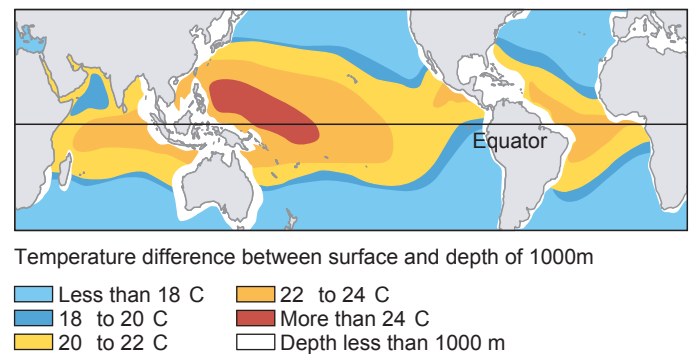 Equator
Temperature difference between surface and depth of 1000m
Less than 18 C
22 to 24 C
18 to 20 C
More than 24 C
20 to 22 C
Depth less than 1000 m